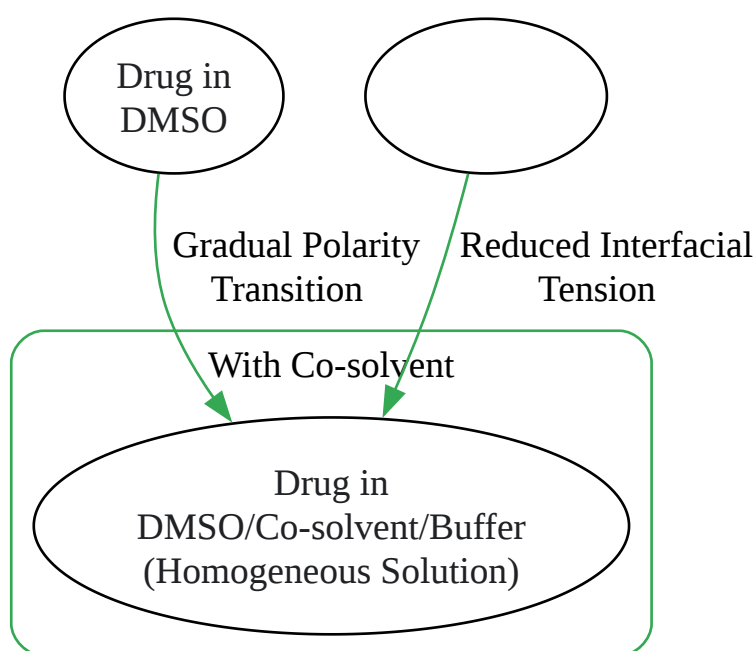 Drug in
DMSO
Gradual Polarity
Transition
Reduced Interfacial
Tension
With Co-solvent
Drug in
DMSO/Co-solvent/Buffer
(Homogeneous Solution)